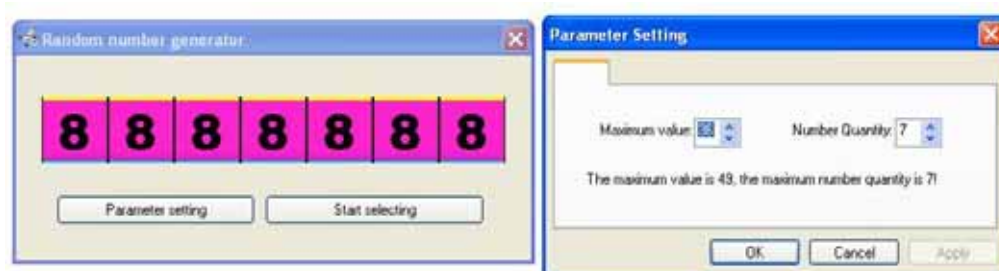 Random number generator
8 8 8 8 8 8 8
Parameter setting
Start selecting
Parameter Setting
Maximum value:
Number Quantity: 7
The maximum value is 49, the maximum number quantity is 7!
OK
Cancel
Apply